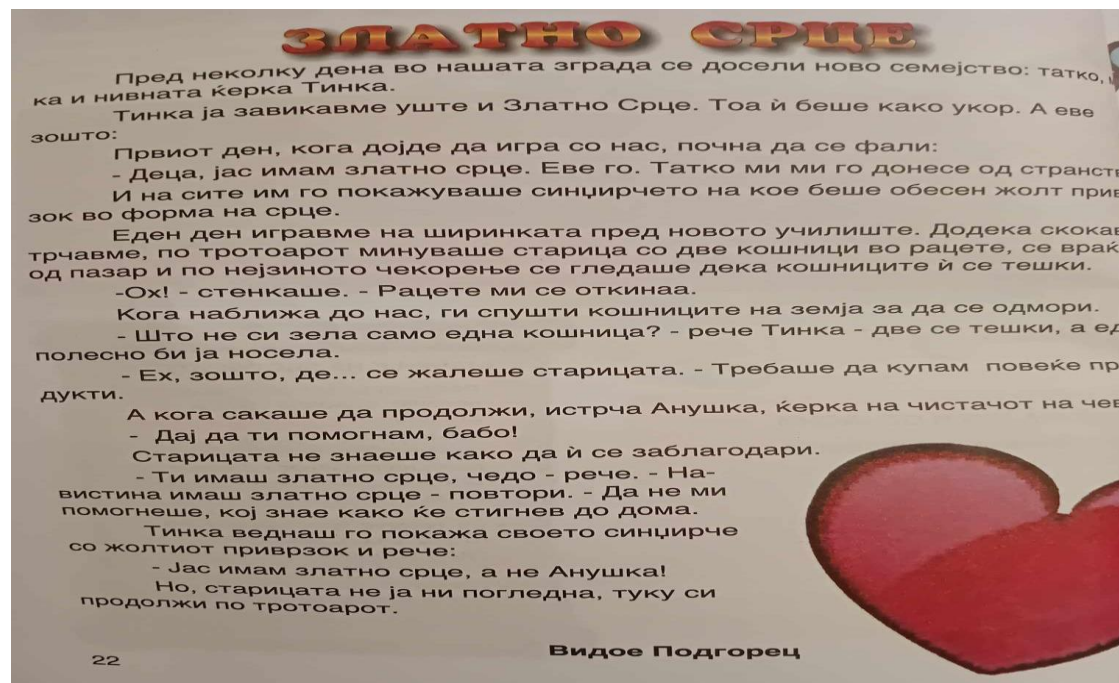 ЗЛАТНО СРЦЕ
Пред неколку дена во нашата зграда се досели ново семејство: татко,
ка и нивната ќерка Тинка.
Тинка ја завикавме уште и Златно Срце. Тоа ѝ беше како укор. А еве
зошто:
Првиот ден, кога дојде да игра со нас, почна да се фали:
- Деца, јас имам златно срце. Еве го. Татко ми ми го донесе од странств
И на сите им го покажуваше синџирчето на кое беше обесен жолт прив
зок во форма на срце.
Еден ден игравме на ширинката пред новото училиште. Додека скокав
трчавме, по тротоарот минуваше старица со две кошници во рацете, се враќ
од пазар и по нејзиното чекорење се гледаше дека кошниците ѝ се тешки.
-Ох! - стенкаше. - Рацете ми се откинаа.
Кога наближа до нас, ги спушти кошниците на земја за да се одмори.
- Што не си зела само една кошница? - рече Тинка - две се тешки, а ед
полесно би ја носела.
- Ех, зошто, де... се жалеше старицата. - Требаше да купам повеќе пр
дукти.
А кога сакаше да продолжи, истрча Анушка, ќерка на чистачот на чев
- Дај да ти помогнам, бабо!
Старицата не знаеше како да ѝ се заблагодари.
- Ти имаш златно срце, чедо - рече. - На-
вистина имаш златно срце - повтори. - Да не ми
помогнеше, кој знае како ќе стигнев до дома.
Тинка веднаш го покажа своето синџирче
со жолтиот приврзок и рече:
- Јас имам златно срце, а не Анушка!
Но, старицата не ја ни погледна, туку си
продолжи по тротоарот.
Видое Подгорец
22